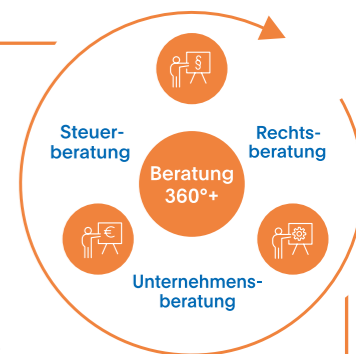 §
Steuer-
beratung
Rechts-
beratung
Beratung
360°+
€
Unternehmens-
beratung